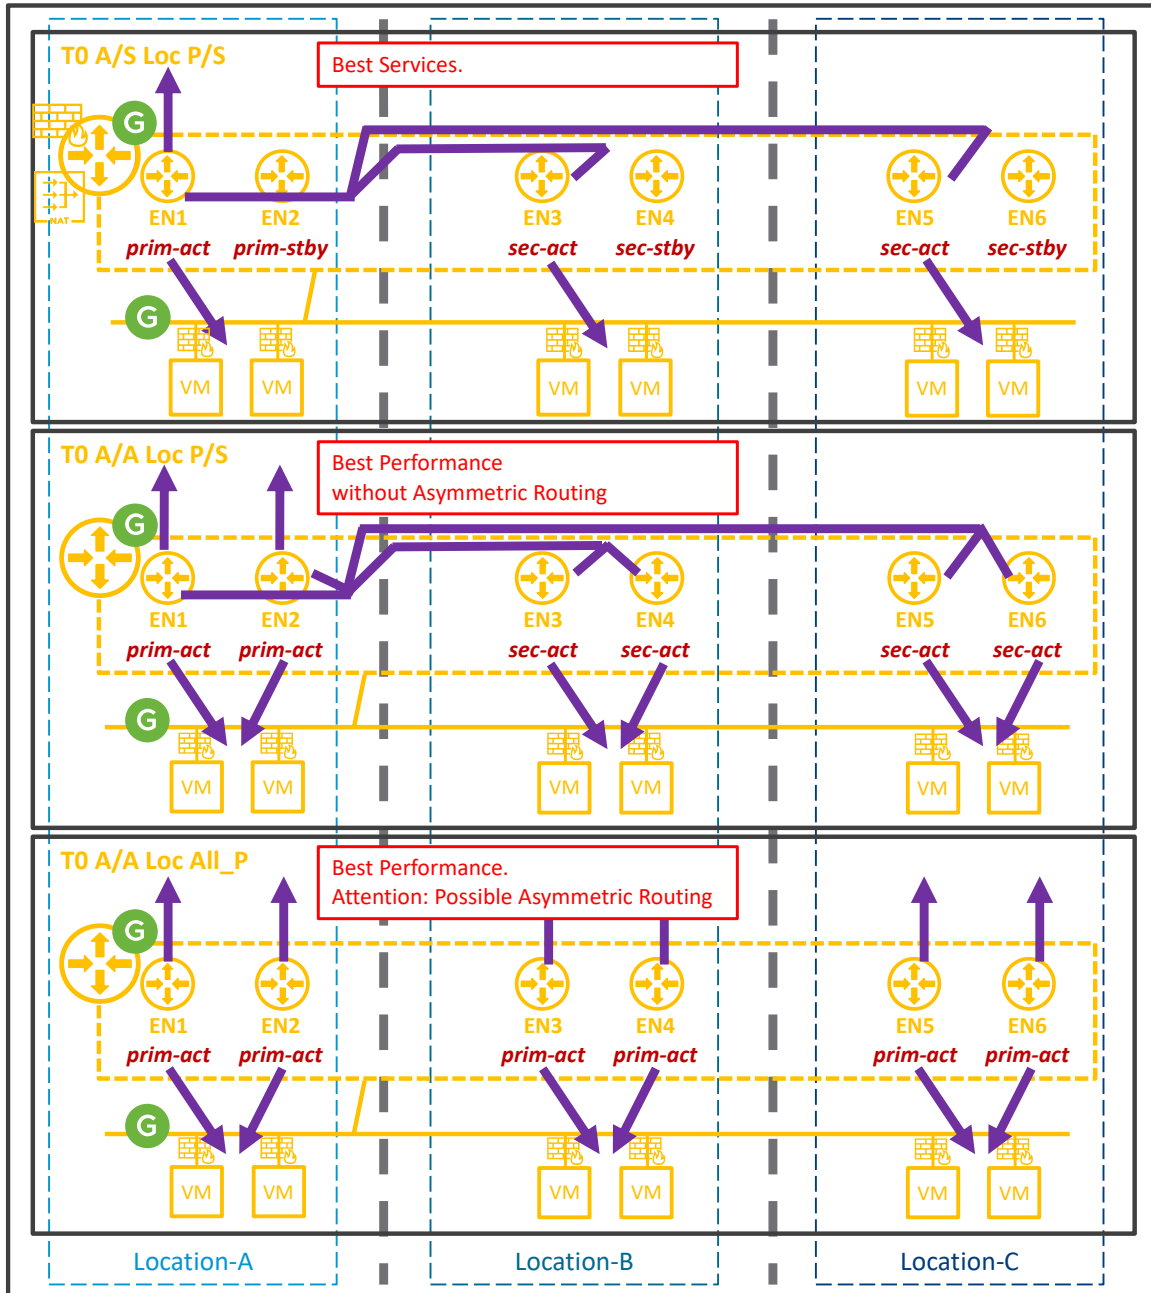 T0 A/S Loc P/S
Best Services.
G
NAT
EN1 EN2 EN3 EN4 EN5 EN6
prim-act prim-stby sec-act sec-stby sec-act sec-stby
G
VM VM VM VM VM VM
T0 A/A Loc P/S
Best Performance
without Asymmetric Routing
G
EN1 EN2 EN3 EN4 EN5 EN6
prim-act prim-act sec-act sec-act sec-act sec-act
G
VM VM VM VM VM VM
T0 A/A Loc All_P
Best Performance.
Attention: Possible Asymmetric Routing
G
EN1 EN2 EN3 EN4 EN5 EN6
prim-act prim-act prim-act prim-act prim-act prim-act
G
VM VM VM VM VM VM
Location-A Location-B Location-C